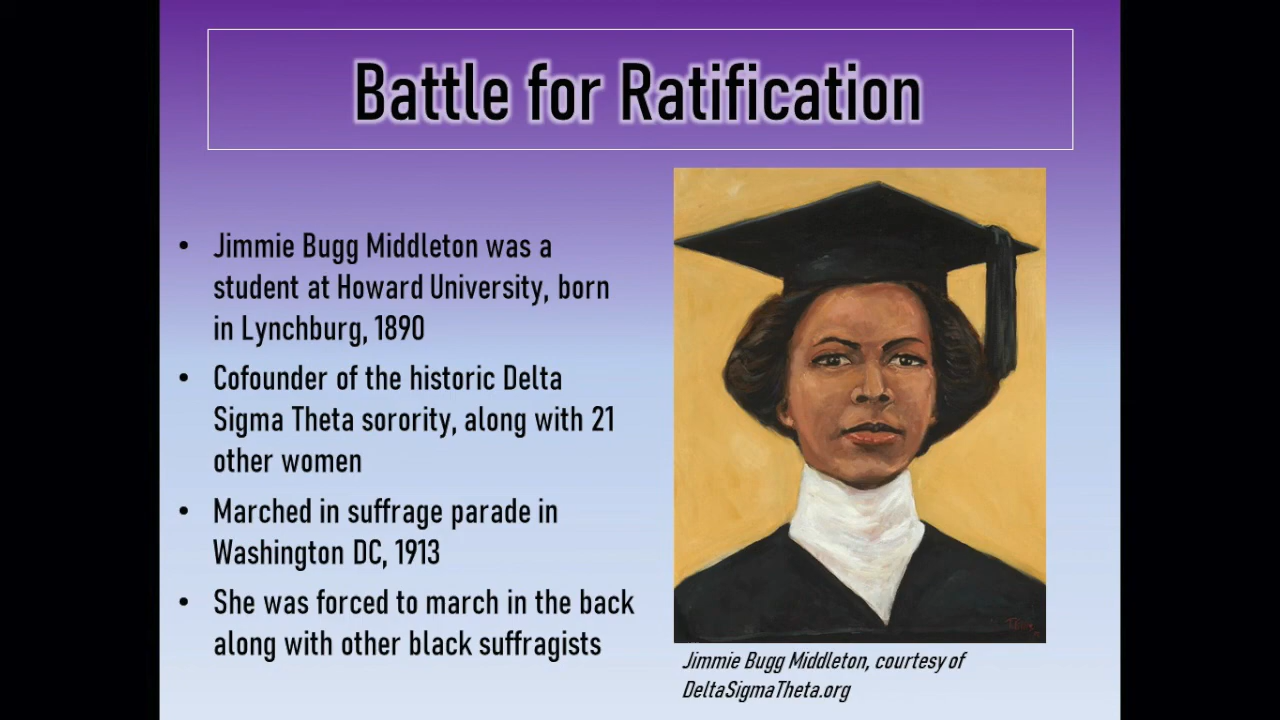 Battle for Ratification
• Jimmie Bugg Middleton was a
student at Howard University, born
in Lynchburg, 1890
• Cofounder of the historic Delta
Sigma Theta sorority, along with 21
other women
• Marched in suffrage parade in
Washington DC, 1913
• She was forced to march in the back
along with other black suffragists
Jimmie Bugg Middleton, courtesy of
DeltaSigmaTheta.org